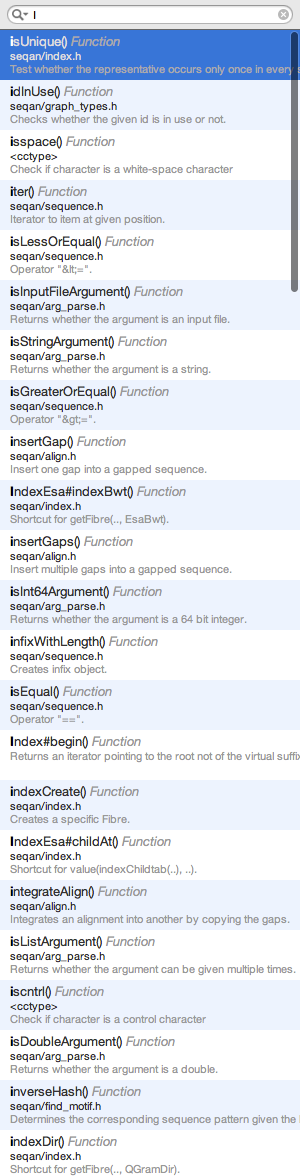 I
isUnique() Function
seqan/index.h
Test whether the representative occurs only once in every s
idInUse() Function
seqan/graph_types.h
Checks whether the given id is in use or not.
isspace() Function
<cctype>
Check if character is a white-space character
iter() Function
seqan/sequence.h
Iterator to item at given position.
isLessOrEqual() Function
seqan/sequence.h
Operator "&lt;=".
isInputFileArgument() Function
seqan/arg_parse.h
Returns whether the argument is an input file.
isStringArgument() Function
seqan/arg_parse.h
Returns whether the argument is a string.
isGreaterOrEqual() Function
seqan/sequence.h
Operator "&gt;=".
insertGap() Function
seqan/align.h
Insert one gap into a gapped sequence.
IndexEsa#indexBwt() Function
seqan/index.h
Shortcut for getFibre(.., EsaBwt).
insertGaps() Function
seqan/align.h
Insert multiple gaps into a gapped sequence.
isInt64Argument() Function
seqan/arg_parse.h
Returns whether the argument is a 64 bit integer.
infixWithLength() Function
seqan/sequence.h
Creates infix object.
isEqual() Function
seqan/sequence.h
Operator "==".
Index#begin() Function
Returns an iterator pointing to the root not of the virtual suffix
indexCreate() Function
seqan/index.h
Creates a specific Fibre.
IndexEsa#childAt() Function
seqan/index.h
Shortcut for value(indexChildtab(..), ..).
integrateAlign() Function
seqan/align.h
Integrates an alignment into another by copying the gaps.
isListArgument() Function
seqan/arg_parse.h
Returns whether the argument can be given multiple times.
iscntrl() Function
<cctype>
Check if character is a control character
isDoubleArgument() Function
seqan/arg_parse.h
Returns whether the argument is a double.
inverseHash() Function
seqan/find_motif.h
Determines the corresponding sequence pattern given the
indexDir() Function
seqan/index.h
Shortcut for getFibre(.., QGramDir).